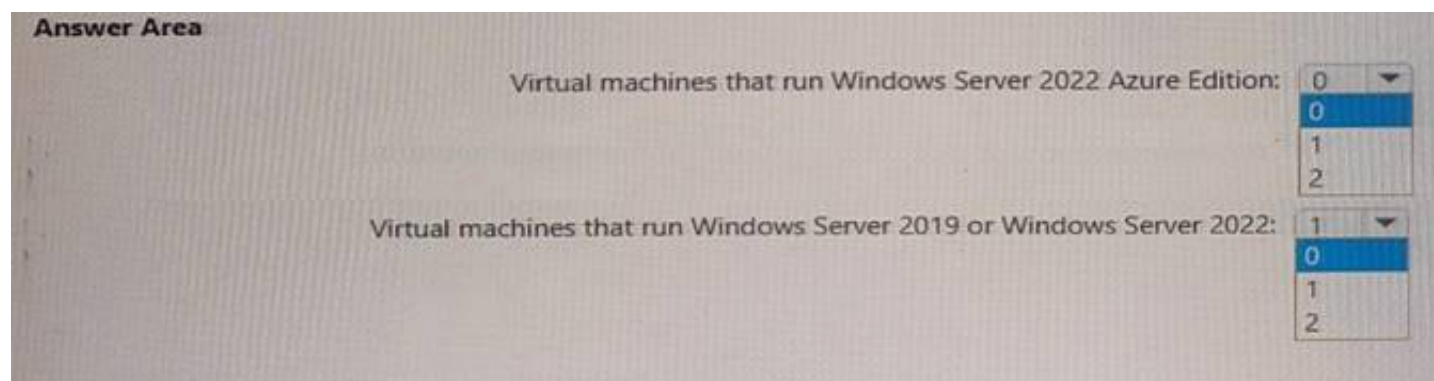 Answer Area
Virtual machines that run Windows Server 2022 Azure Edition: 0
0
1
2
Virtual machines that run Windows Server 2019 or Windows Server 2022: 1
0
1
2